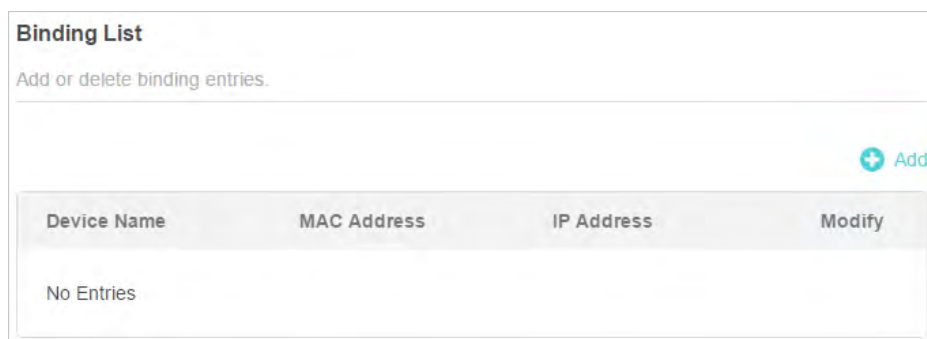 Binding List
Add or delete binding entries.
Add
Device Name MAC Address IP Address Modify
No Entries